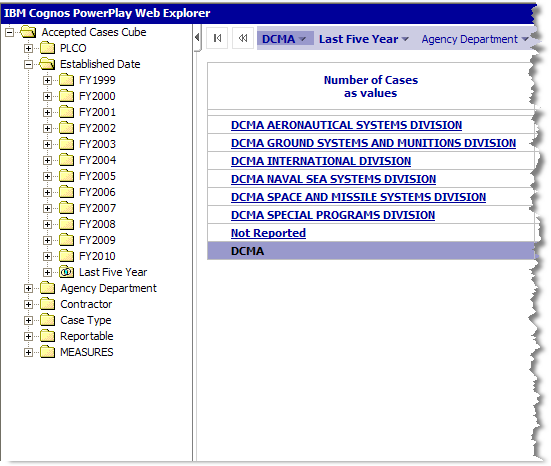 IBM Cognos PowerPlay Web Explorer
Accepted Cases Cube
PLCO
Established Date
FY1999
FY2000
FY2001
FY2002
FY2003
FY2004
FY2005
FY2006
FY2007
FY2008
FY2009
FY2010
Last Five Year
Agency Department
Contractor
Case Type
Reportable
MEASURES
DCMA Last Five Year Agency Department
Number of Cases
as values
DCMA AERONAUTICAL SYSTEMS DIVISION
DCMA GROUND SYSTEMS AND MUNITIONS DIVISION
DCMA INTERNATIONAL DIVISION
DCMA NAVAL SEA SYSTEMS DIVISION
DCMA SPACE AND MISSILE SYSTEMS DIVISION
DCMA SPECIAL PROGRAMS DIVISION
Not Reported
DCMA